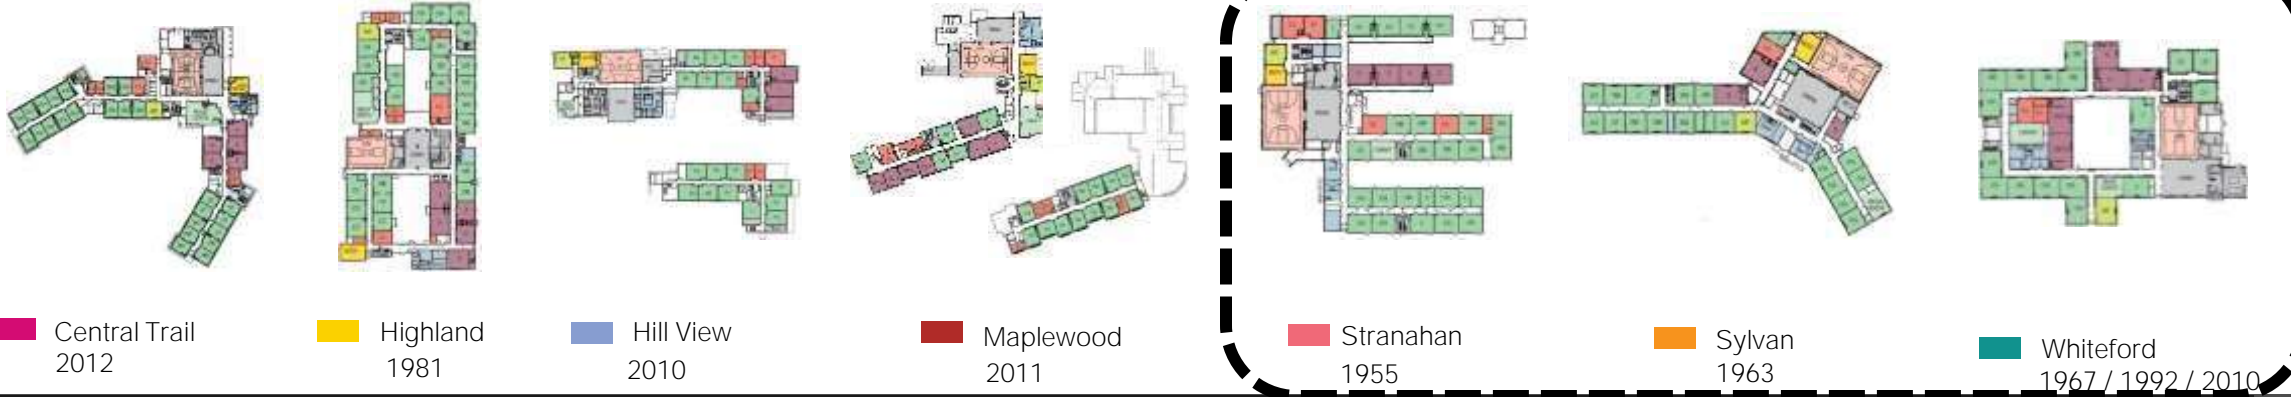 Central Trail
2012
Highland
1981
Hill View
2010
Maplewood
2011
Stranahan
1955
Sylvan
1963
Whiteford
1967 / 1992 / 2010